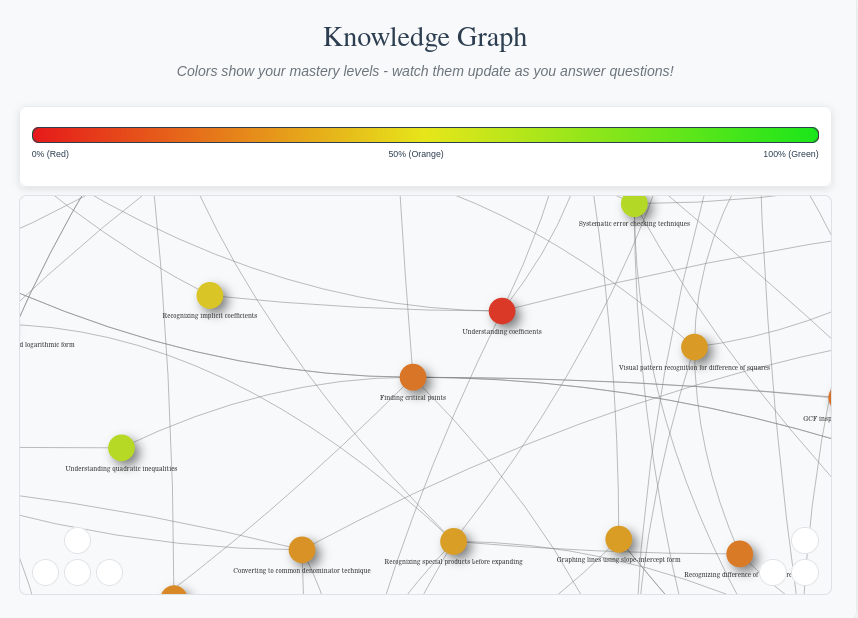 Knowledge Graph
Colors show your mastery levels - watch them update as you answer questions!
0% (Red)
50% (Orange)
100% (Green)
Systematic error checking techniques
Recognizing implicit coefficients
Understanding coefficients
d logarithmic form
Visual pattern recognition for difference of squares
Finding critical points
GCF insp
Understanding quadratic inequalities
Converting to common denominator technique
Recognizing special products before expanding
Graphing lines using slope-intercept form
Recognizing difference of